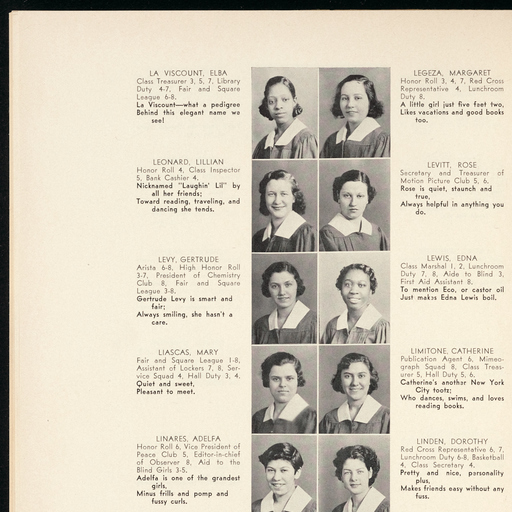 LA VISCOUNT, ELBA
Class Treasurer 3, 5, 7, Library
Duty 4-7, Fair and Square
League 6-8.
La Viscount—what a pedigree
Behind this elegant name we
see!
LEONARD, LILLIAN
Honor Roll 4, Class Inspector
5, Bank Cashier 4.
Nicknamed "Laughin' Lil" by
all her friends;
Toward reading, traveling, and
dancing she tends.
LEVY, GERTRUDE
Arista 6-8, High Honor Roll
3-7, President of Chemistry
Club 8, Fair and Square
League 3-8.
Gertrude Levy is smart and
fair;
Always smiling, she hasn't a
care.
LIASCAS, MARY
Fair and Square League 1-8,
Assistant of Lockers 7, 8, Ser-
vice Squad 4, Hall Duty 3, 4.
Quiet and sweet,
Pleasant to meet.
LINARES, ADELFA
Honor Roll 6, Vice President of
Peace Club 5, Editor-in-chief
of Observer 8, Aid to the
Blind Girls 3-5.
Adelfa is one of the grandest
girls,
Minus frills and pomp and
fussy curls.
LEGEZA, MARGARET
Honor Roll 3, 4, 7, Red Cross
Representative 4, Lunchroom
Duty 8.
A little girl just five feet two,
Likes vacations and good books
too.
LEVITT, ROSE
Secretary and Treasurer of
Motion Picture Club 5, 6.
Rose is quiet, staunch and
true,
Always helpful in anything you
do.
LEWIS, EDNA
Class Marshal 1, 2, Lunchroom
Duty 7, 8, Aide to Blind 3,
First Aid Assistant 8.
To mention Eco, or castor oil
Just makes Edna Lewis boil.
LIMITONE, CATHERINE
Publication Agent 6, Mimeo-
graph Squad 8, Class Treas-
urer 5, Hall Duty 5, 6.
Catherine's another New York
City tootz;
Who dances, swims, and loves
reading books.
LINDEN, DOROTHY
Red Cross Representative 6, 7,
Lunchroom Duty 6-8, Basketball
4, Class Secretary 4.
Pretty and nice, personality
plus,
Makes friends easy without any
fuss.